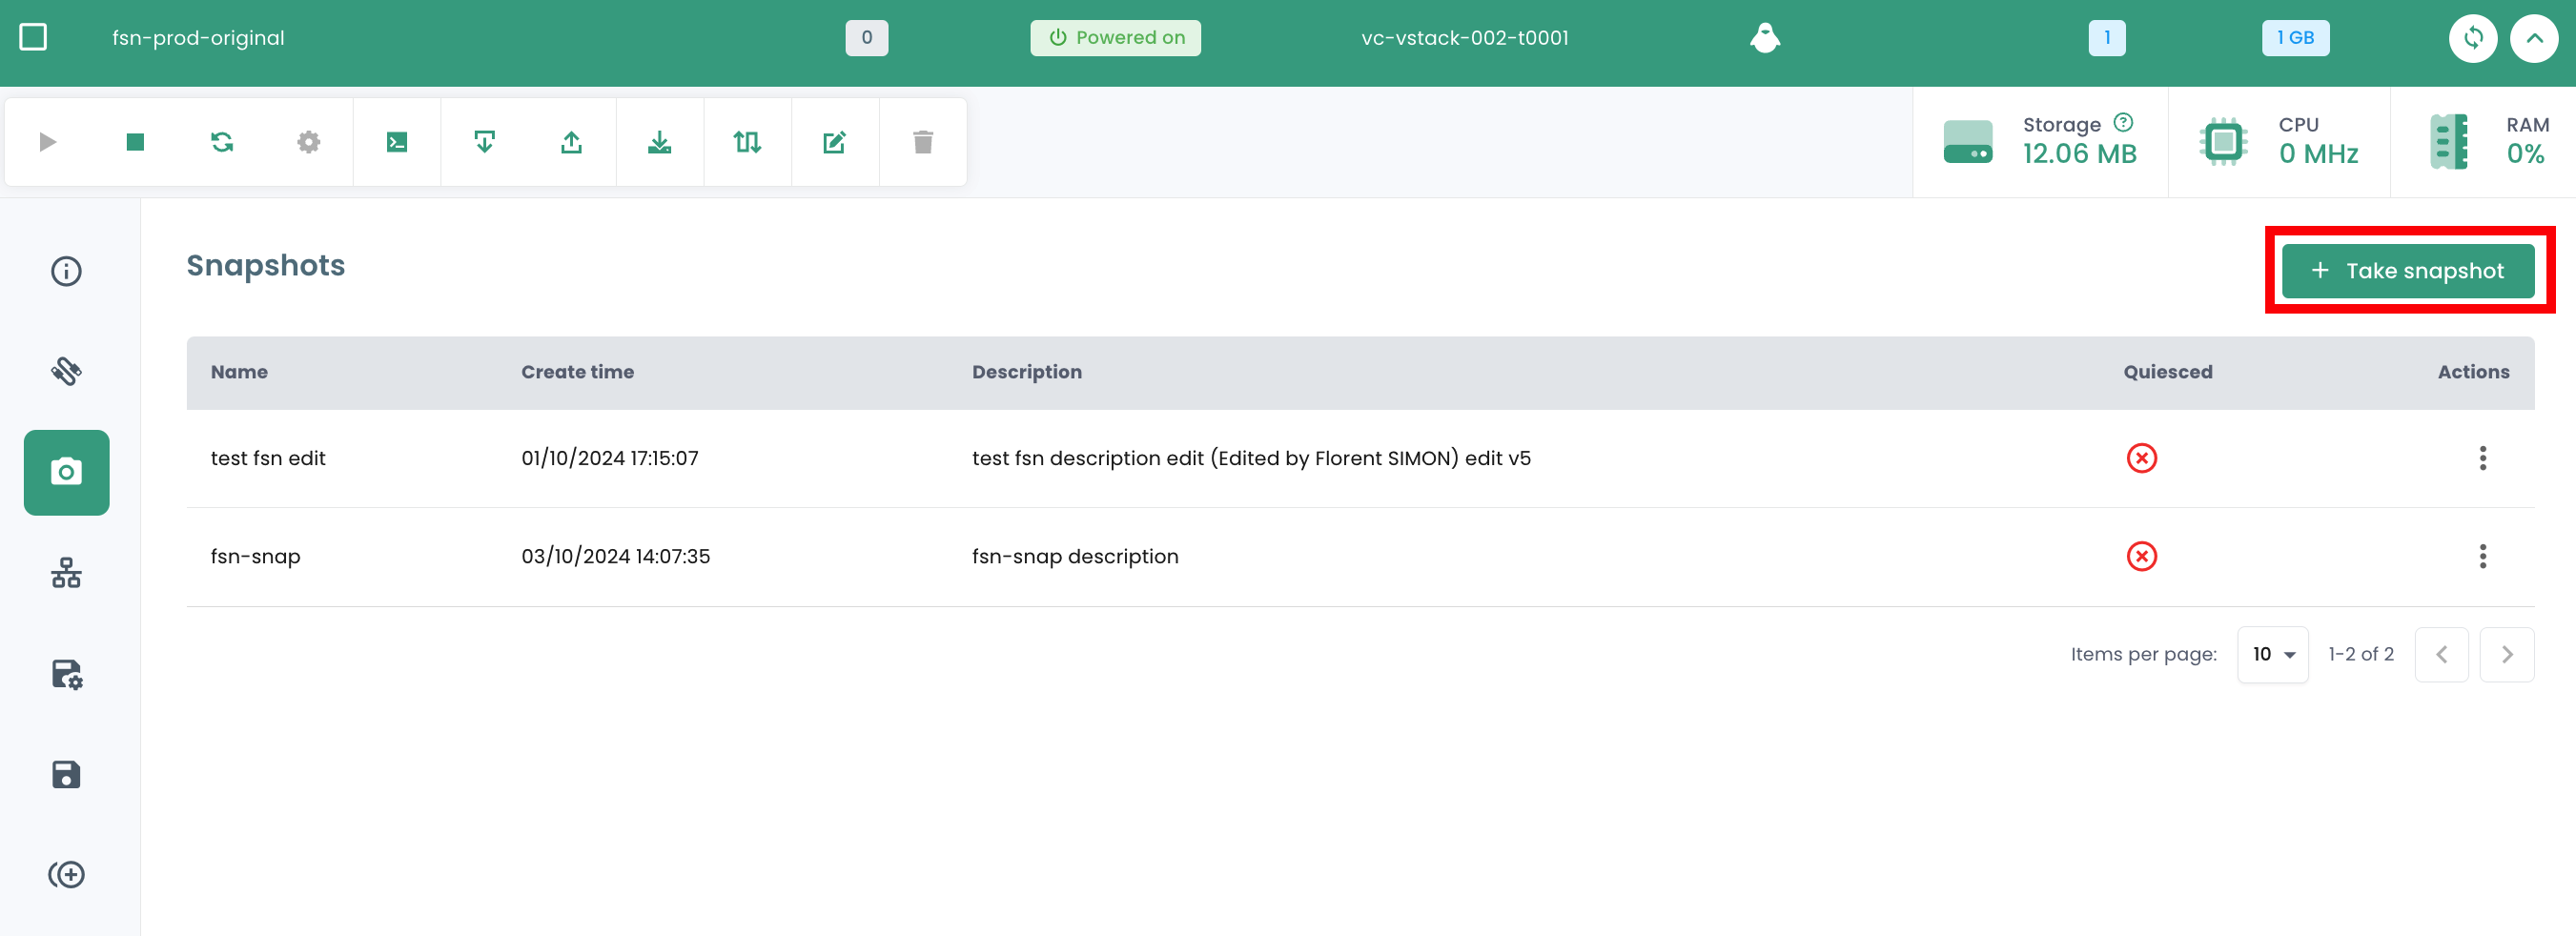 fsn-prod-original 0 Powered on vc-vstack-002-t0001 1 1 GB
Storage CPU RAM
12.06 MB 0 MHz 0%
Snapshots
+ Take snapshot
Name Create time Description Quiesced Actions
test fsn edit 01/10/2024 17:15:07 test fsn description edit (Edited by Florent SIMON) edit v5
fsn-snap 03/10/2024 14:07:35 fsn-snap description
Items per page: 10 1-2 of 2